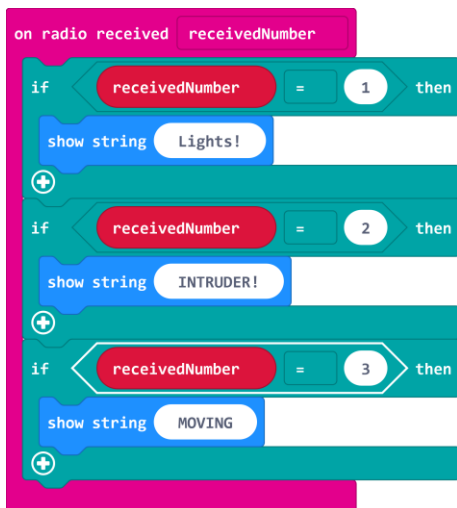 on radio received receivedNumber
if receivedNumber = 1 then
show string Lights!
if receivedNumber = 2 then
show string INTRUDER!
if receivedNumber = 3 then
show string MOVING